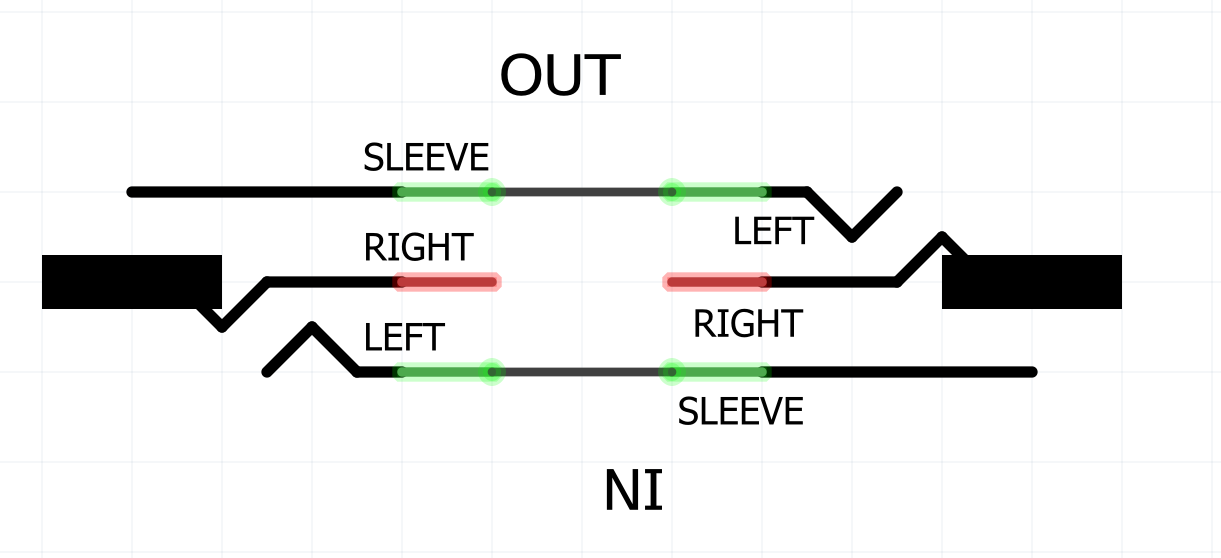 OUT
SLEEVE
LEFT
RIGHT
RIGHT
LEFT
SLEEVE
NI